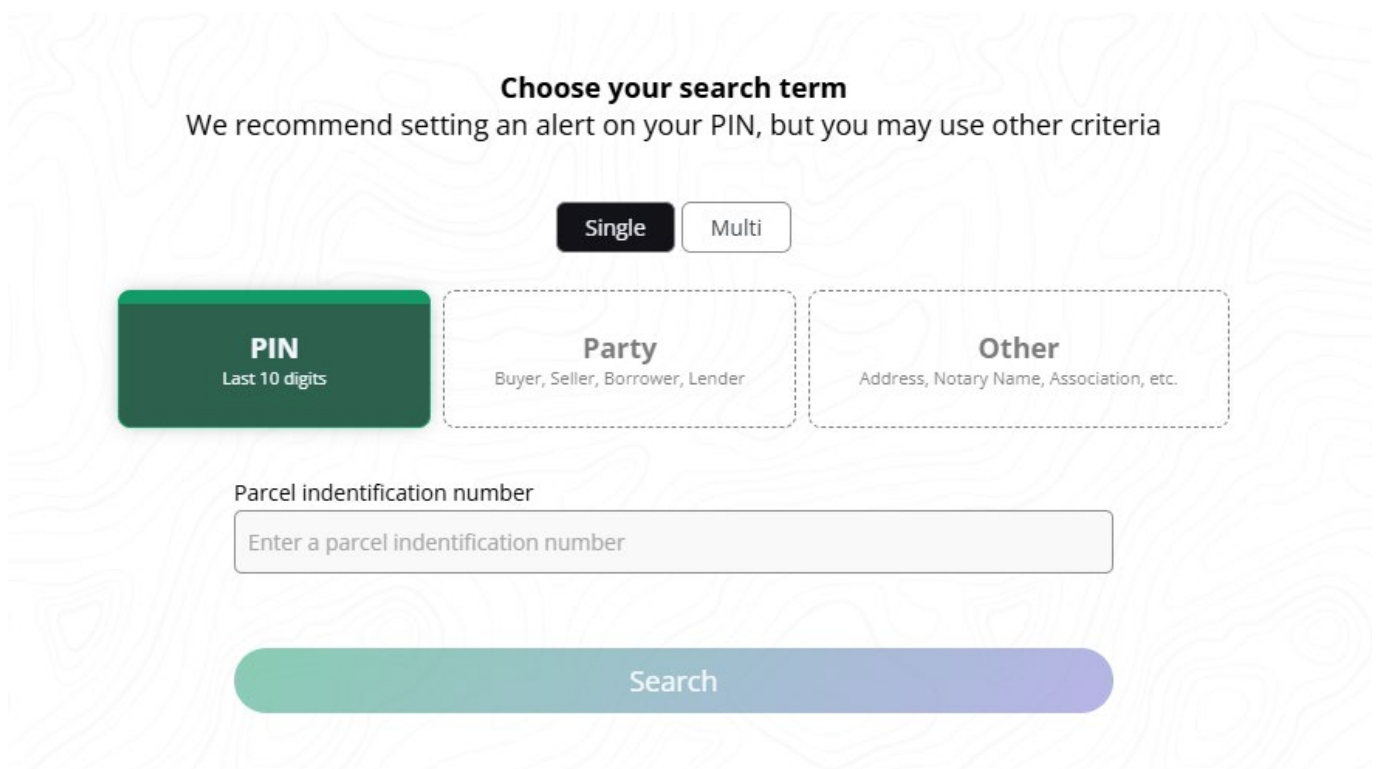 Choose your search term
We recommend setting an alert on your PIN, but you may use other criteria
Single Multi
PIN
Last 10 digits
Party
Buyer, Seller, Borrower, Lender
Other
Address, Notary Name, Association, etc.
Parcel indentification number
Enter a parcel indentification number
Search